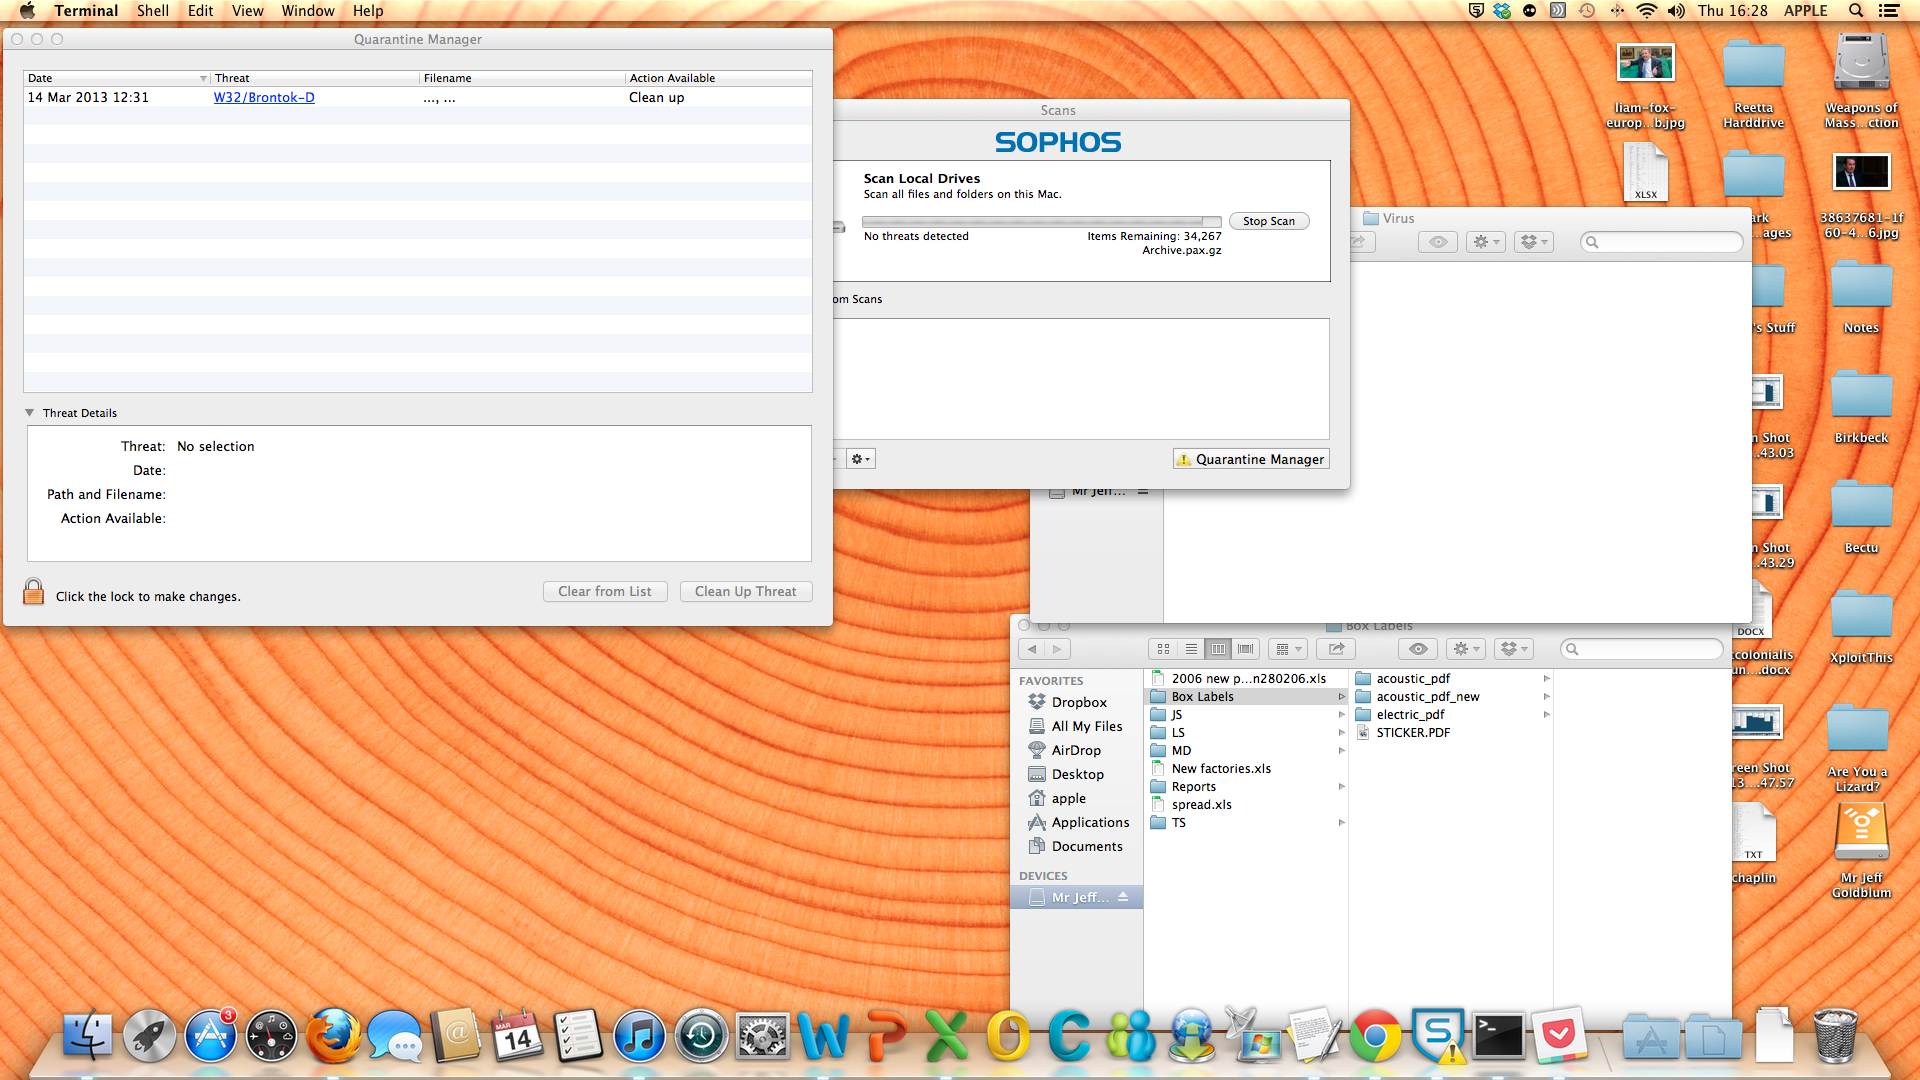 Terminal Shell Edit View Window Help
Thu 16:28 APPLE
Quarantine Manager
Date Threat Filename Action Available
14 Mar 2013 12:31 W32/Brontok-D ..., ... Clean up
Threat Details
Threat: No selection
Date:
Path and Filename:
Action Available:
Click the lock to make changes.
Clear from List
Clean Up Threat
Scans
SOPHOS
Scan Local Drives
Scan all files and folders on this Mac.
Stop Scan
No threats detected
Items Remaining: 34,267
Archive.pax.gz
om Scans
Quarantine Manager
Virus
Mr Jeff...
Box Labels
FAVORITES
Dropbox
All My Files
AirDrop
Desktop
apple
Applications
Documents
DEVICES
Mr Jeff...
2006 new p...n280206.xls
Box Labels
JS
LS
MD
New factories.xls
Reports
spread.xls
TS
acoustic_pdf
acoustic_pdf_new
electric_pdf
STICKER.PDF
liam-fox-
europ...b.jpg
Reetta
Harddrive
Weapons of
Mass...ction
XLSX
ark
...ages
38637681-1f
60-4...6.jpg
's Stuff
Notes
n Shot
...43.03
Birkbeck
n Shot
...43.29
Bectu
DOCX
colonialis
un....docx
XploitThis
reen Shot
13...47.57
Are You a
Lizard?
TXT
chaplin
Mr Jeff
Goldblum
3
MAR
14